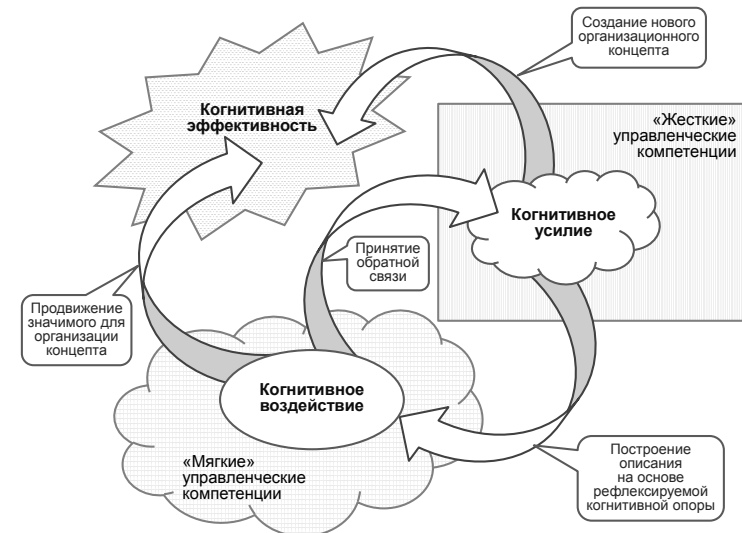 Создание нового
организационного
концепта
Когнитивная
эффективность
«Жесткие»
управленческие
компетенции
Когнитивное
усилие
Принятие
обратной
связи
Продвижение
значимого для
организации
концепта
Когнитивное
воздействие
«Мягкие»
управленческие
компетенции
Построение
описания
на основе
рефлексируемой
когнитивной опоры